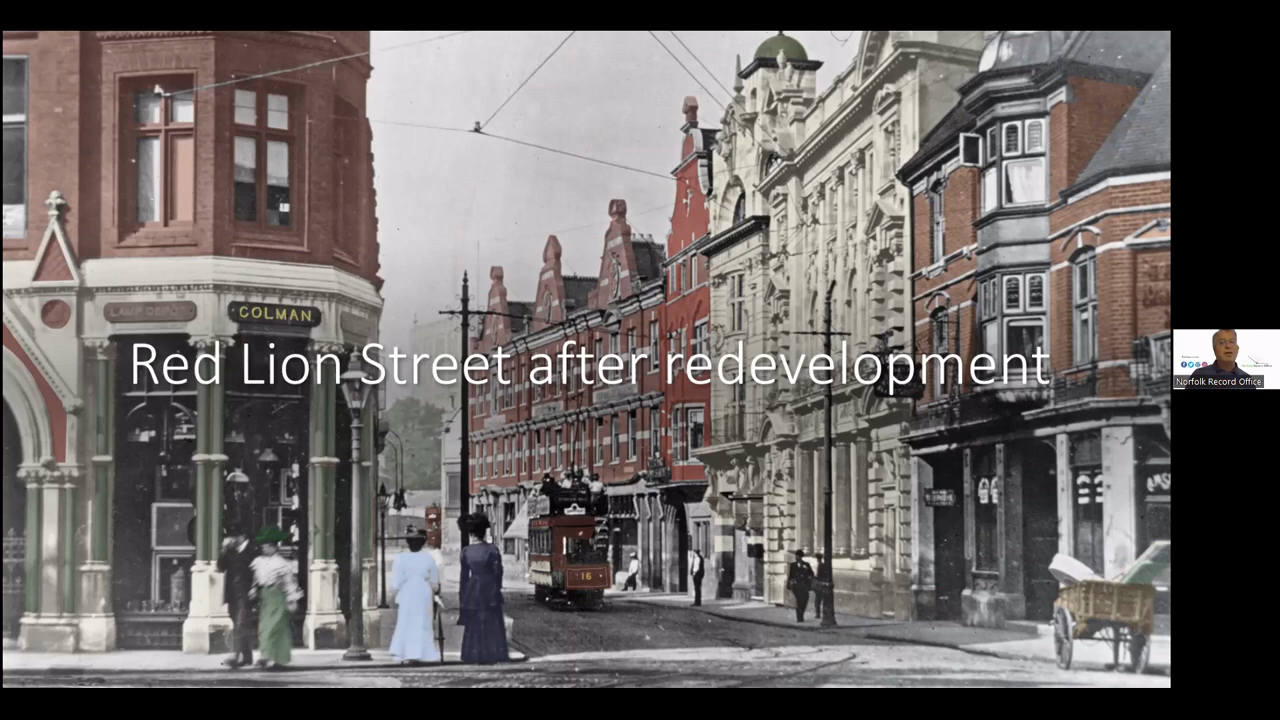 LAMP DEPOT
COLMAN
Red Lion Street after redevelopment
16
Norfolk Record Office